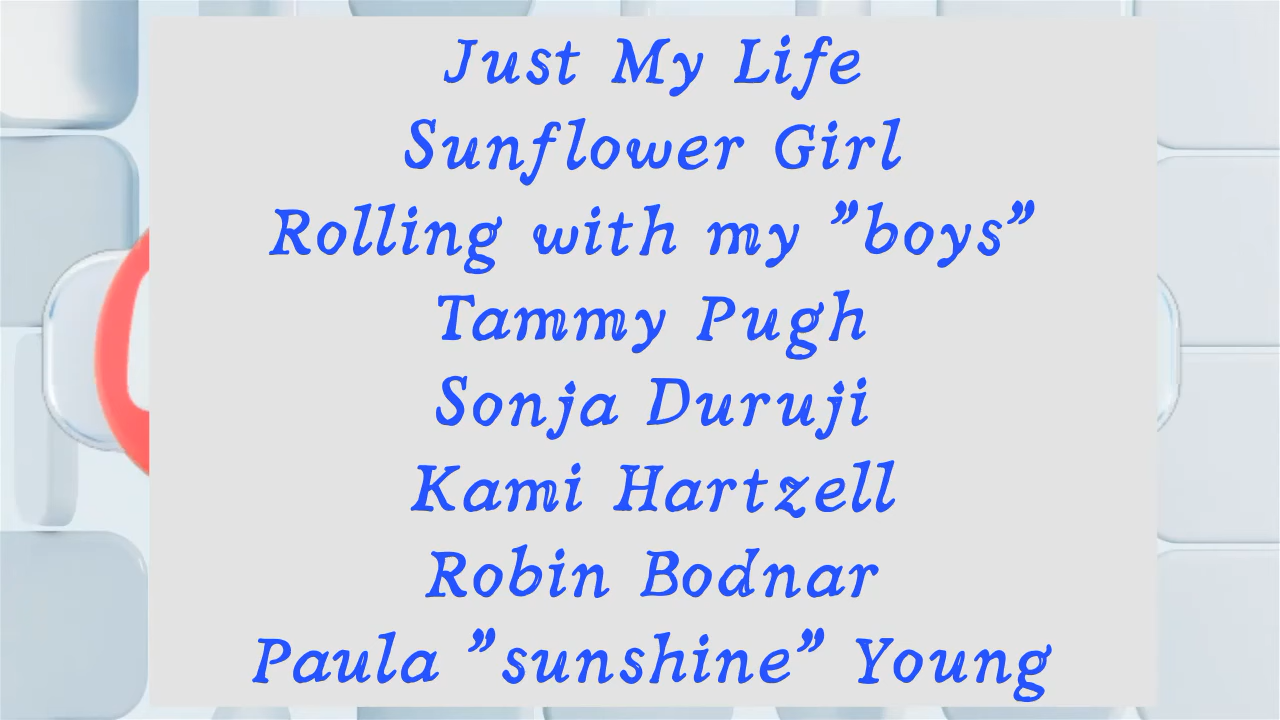 Just My Life
Sunflower Girl
Rolling with my ”boys”
Tammy Pugh
Sonja Duruji
Kami Hartzell
Robin Bodnar
Paula ”sunshine” Young